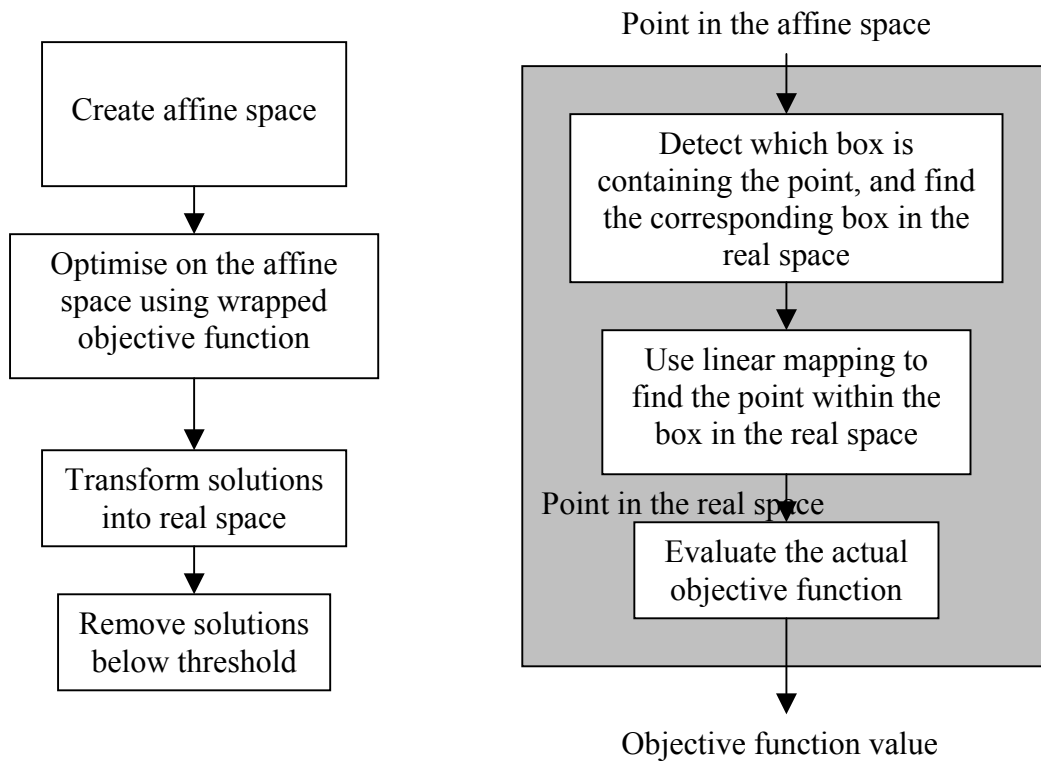 Create affine space
Optimise on the affine
space using wrapped
objective function
Transform solutions
into real space
Remove solutions
below threshold
Point in the affine space
Detect which box is
containing the point, and find
the corresponding box in the
real space
Use linear mapping to
find the point within the
box in the real space
Point in the real space
Evaluate the actual
objective function
Objective function value